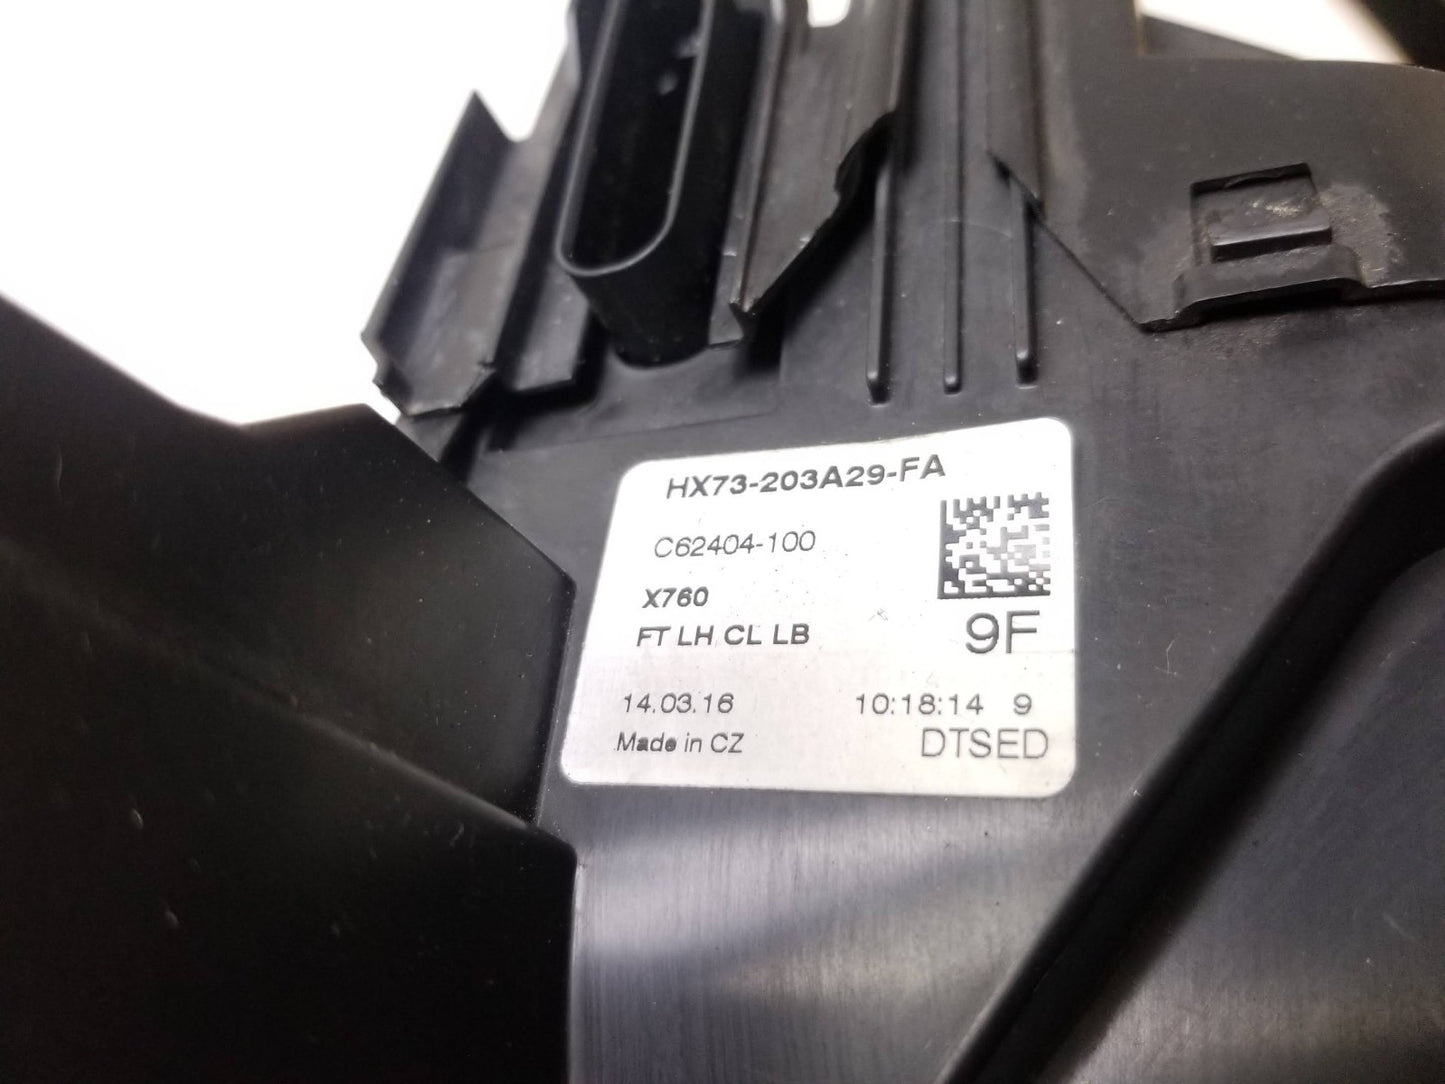 HX73-203A29-FA
C62404-100
X760
FT LH CL LB
9F
14.03.16 10:18:14 9
Made in CZ DTSED